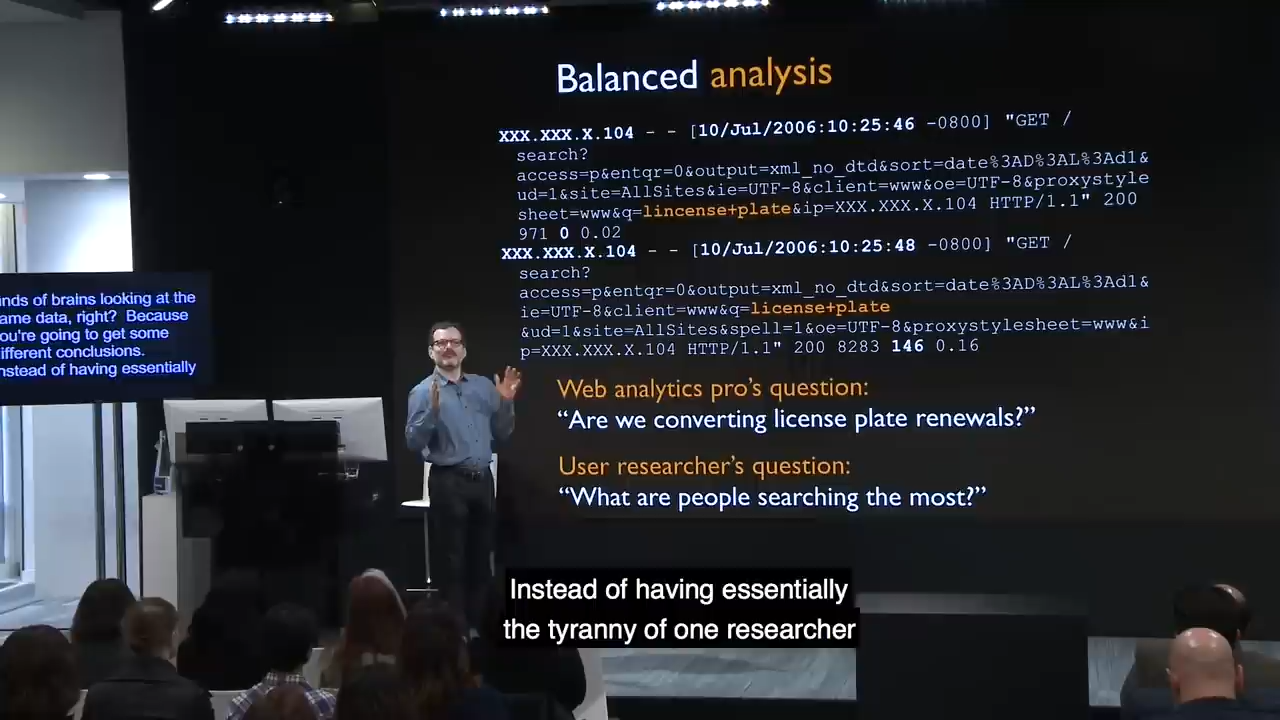 Balanced analysis
XXX.XXX.X.104 - - [10/Jul/2006:10:25:46 -0800] "GET /
search?
access=p&entqr=0&output=xml_no_dtd&sort=date%3AD%3AL%3Ad1&
ud=1&site=AllSites&ie=UTF-8&client=www&oe=UTF-8&proxystyle
sheet=www&q=lincense+plate&ip=XXX.XXX.X.104 HTTP/1.1" 200
971 0 0.02
XXX.XXX.X.104 - - [10/Jul/2006:10:25:48 -0800] "GET /
search?
access=p&entqr=0&output=xml_no_dtd&sort=date%3AD%3AL%3Ad1&
ie=UTF-8&client=www&q=license+plate
&ud=1&site=AllSites&spell=1&oe=UTF-8&proxystylesheet=www&i
p=XXX.XXX.X.104 HTTP/1.1" 200 8283 146 0.16
Web analytics pro's question:
“Are we converting license plate renewals?”
User researcher's question:
“What are people searching the most?”
inds of brains looking at the
ame data, right? Because
ou're going to get some
ifferent conclusions.
nstead of having essentially
Instead of having essentially
the tyranny of one researcher